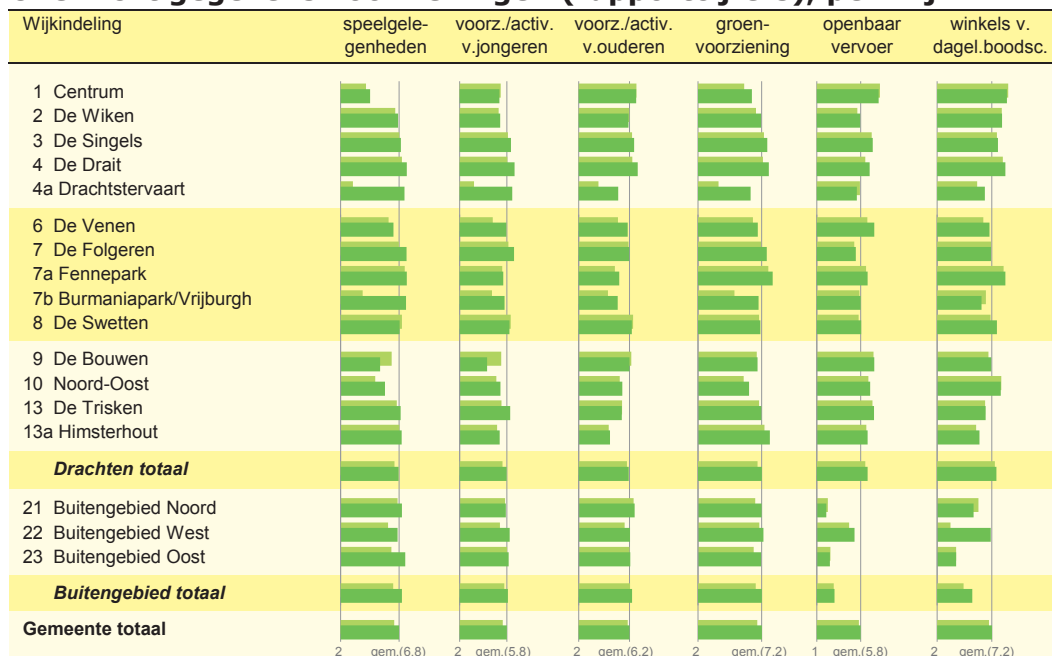 Wijkindeling speelgele- voorz./activ. voorz./activ. groen- openbaar winkels v.
genheden v.jongeren v.ouderen voorziening vervoer dagel.boodsc.
1 Centrum
2 De Wiken
3 De Singels
4 De Drait
4a Drachtstervaart
6 De Venen
7 De Folgeren
7a Fennepark
7b Burmaniapark/Vrijburgh
8 De Swetten
9 De Bouwen
10 Noord-Oost
13 De Trisken
13a Himsterhout
Drachten totaal
21 Buitengebied Noord
22 Buitengebied West
23 Buitengebied Oost
Buitengebied totaal
Gemeente totaal
2 gem.(6,8) 2 gem.(5,8) 2 gem.(6,2) 2 gem.(7,2) 1 gem.(5,8) 2 gem.(7,2)